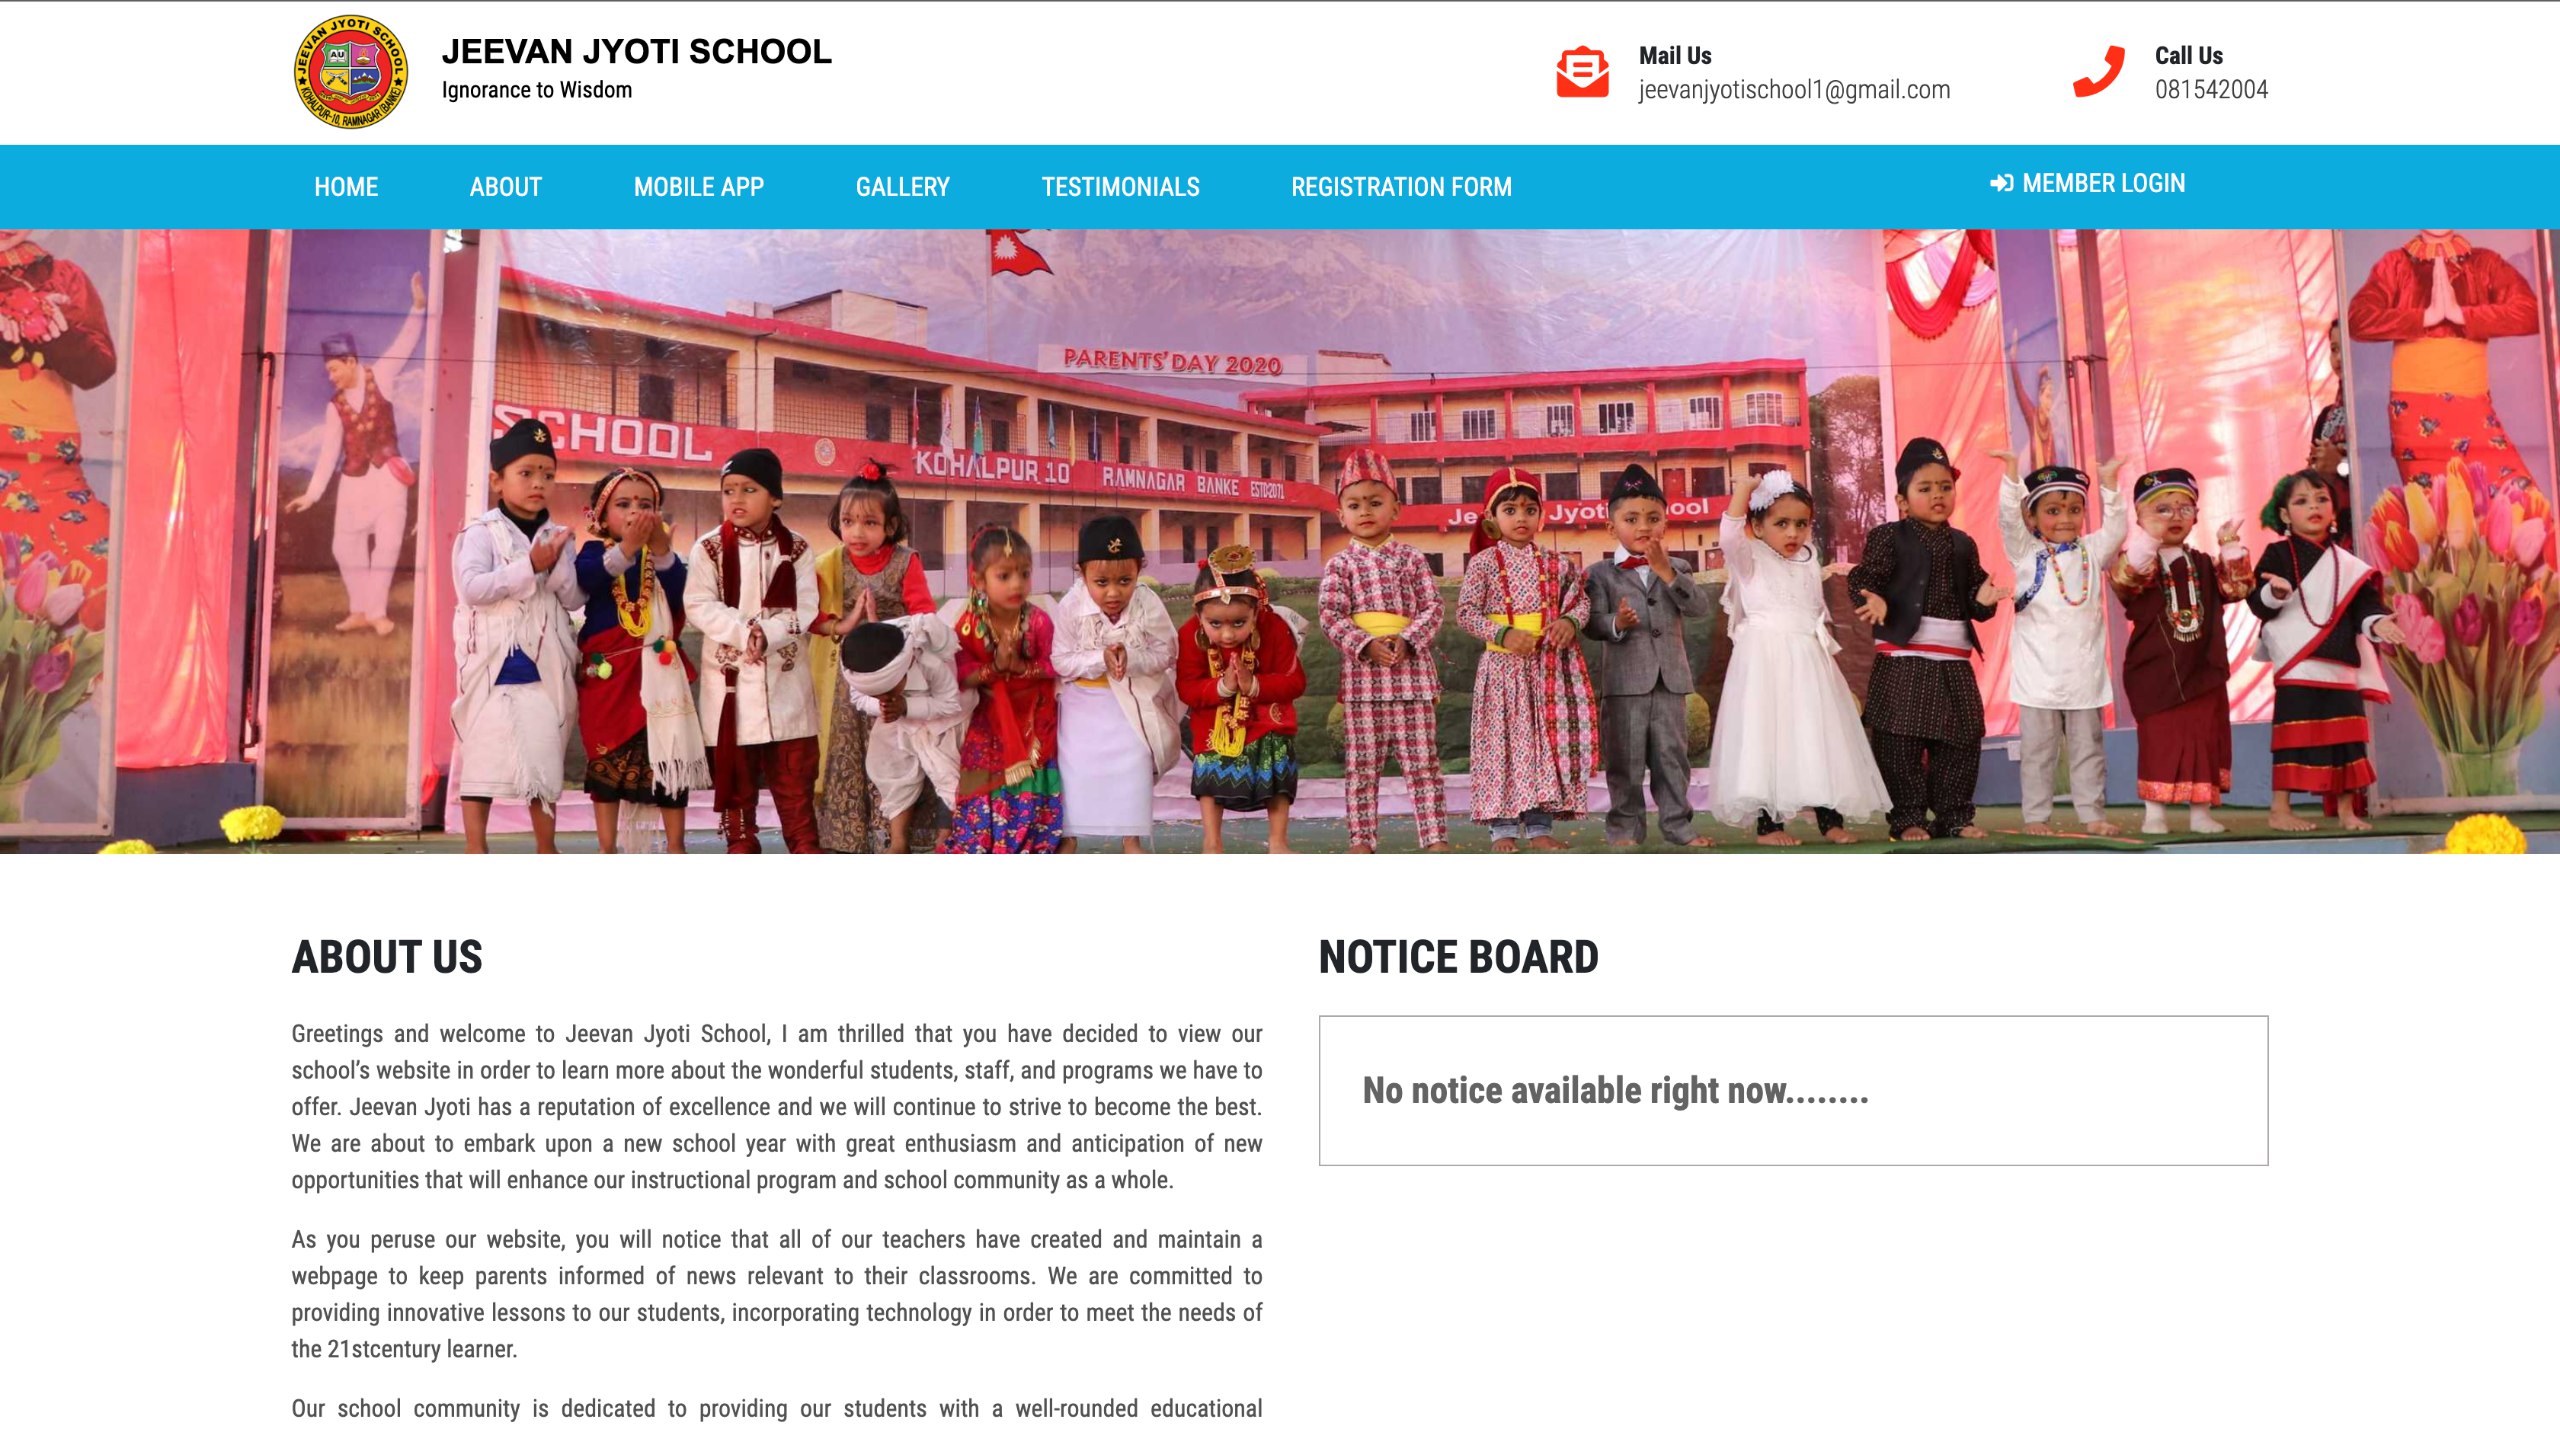 JEEVAN JYOTI SCHOOL
AU
KOHALPUR-10, RAMNAGAR (BANKE)
JEEVAN JYOTI SCHOOL
Ignorance to Wisdom
Mail Us
jeevanjyotischool1@gmail.com
Call Us
081542004
HOME
ABOUT
MOBILE APP
GALLERY
TESTIMONIALS
REGISTRATION FORM
MEMBER LOGIN
PARENTS' DAY 2020
SCHOOL
KOHALPUR 10 RAMNAGAR BANKE ESTD:2071
Jyoti
ABOUT US
Greetings and welcome to Jeevan Jyoti School, I am thrilled that you have decided to view our
school’s website in order to learn more about the wonderful students, staff, and programs we have to
offer. Jeevan Jyoti has a reputation of excellence and we will continue to strive to become the best.
We are about to embark upon a new school year with great enthusiasm and anticipation of new
opportunities that will enhance our instructional program and school community as a whole.
As you peruse our website, you will notice that all of our teachers have created and maintain a
webpage to keep parents informed of news relevant to their classrooms. We are committed to
providing innovative lessons to our students, incorporating technology in order to meet the needs of
the 21stcentury learner.
Our school community is dedicated to providing our students with a well-rounded educational
NOTICE BOARD
No notice available right now........